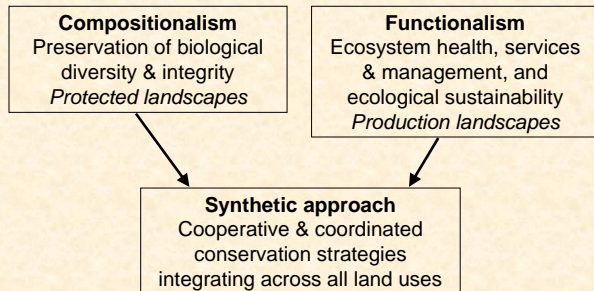 Compositionalism
Preservation of biological
diversity & integrity
Protected landscapes
Functionalism
Ecosystem health, services
& management, and
ecological sustainability
Production landscapes
Synthetic approach
Cooperative & coordinated
conservation strategies
integrating across all land uses